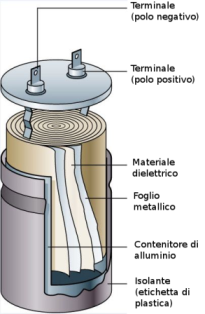 Terminale
(polo negativo)
Terminale
(polo positivo)
Materiale
dielettrico
Foglio
metallico
Contenitore di
alluminio
Isolante
(etichetta di
plastica)